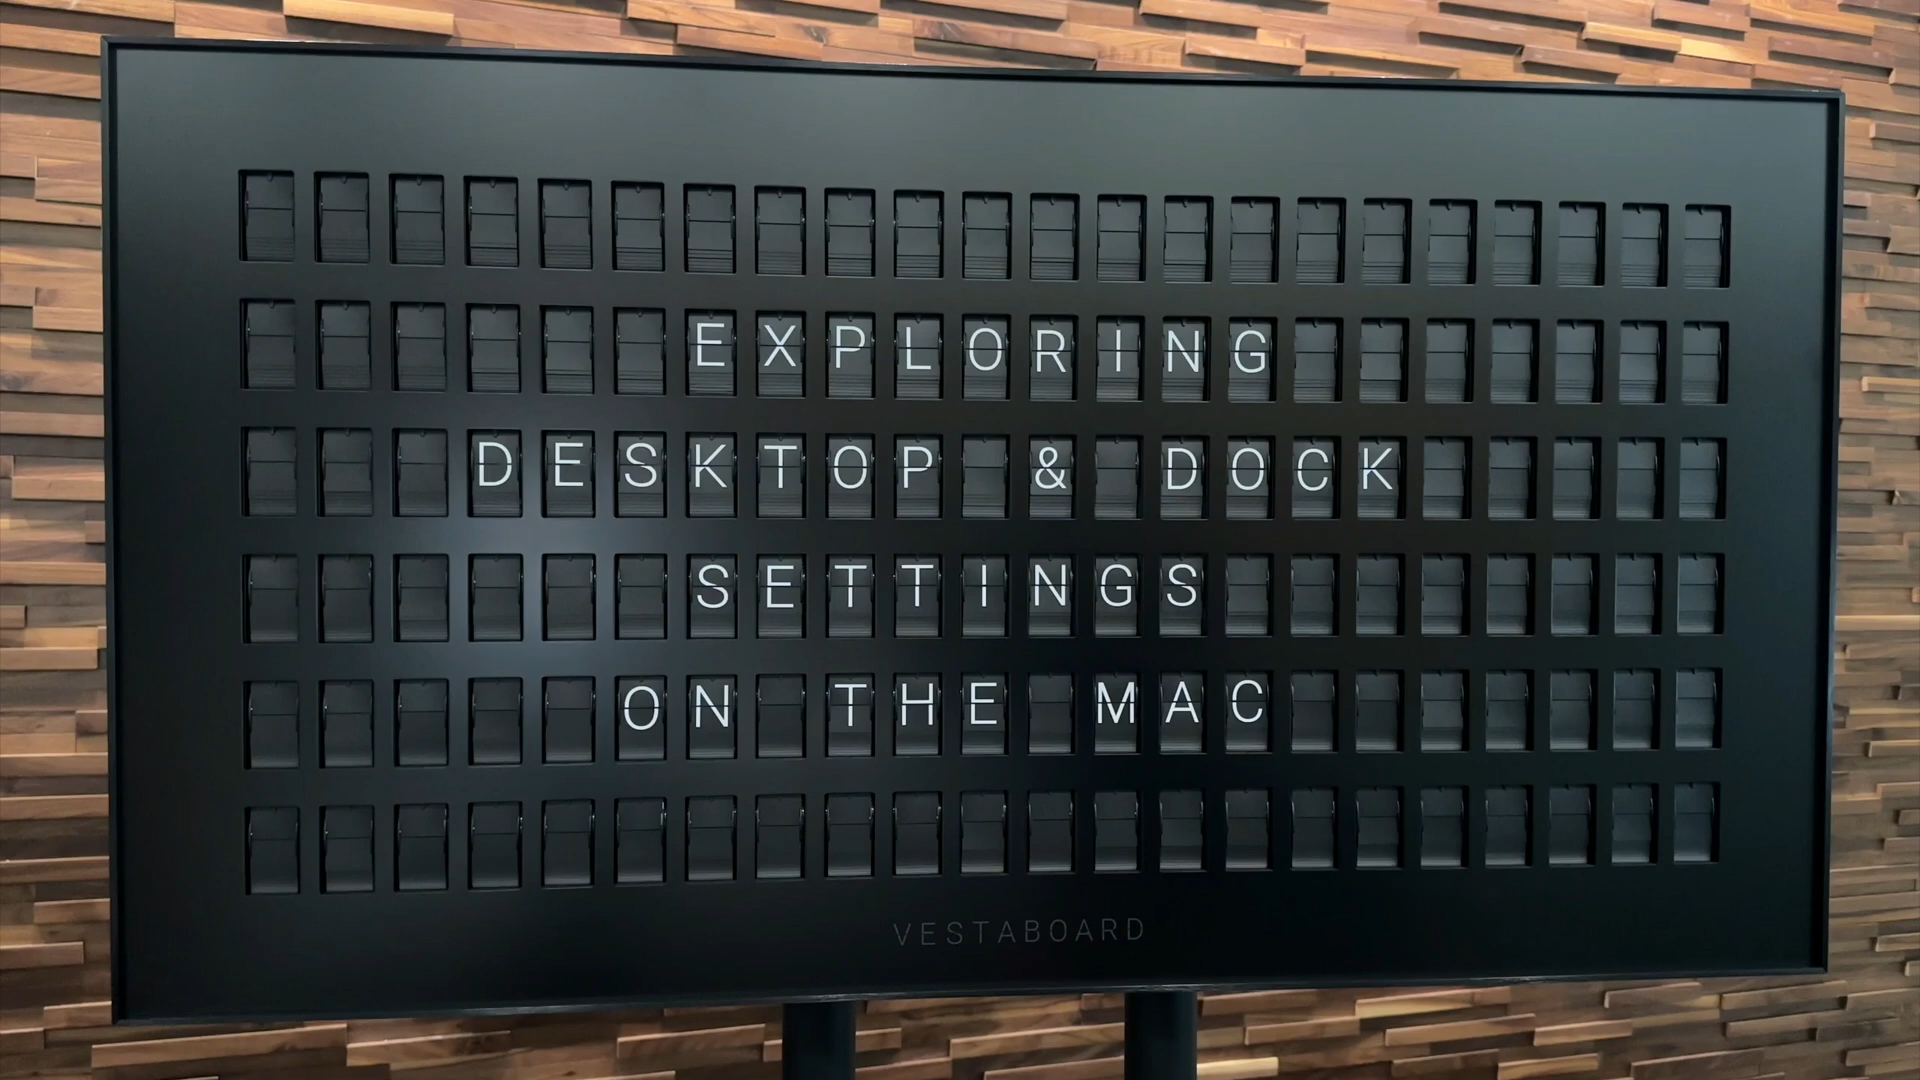 EXPLORING
DESKTOP & DOCK
SETTINGS
ON THE MAC
VESTABOARD